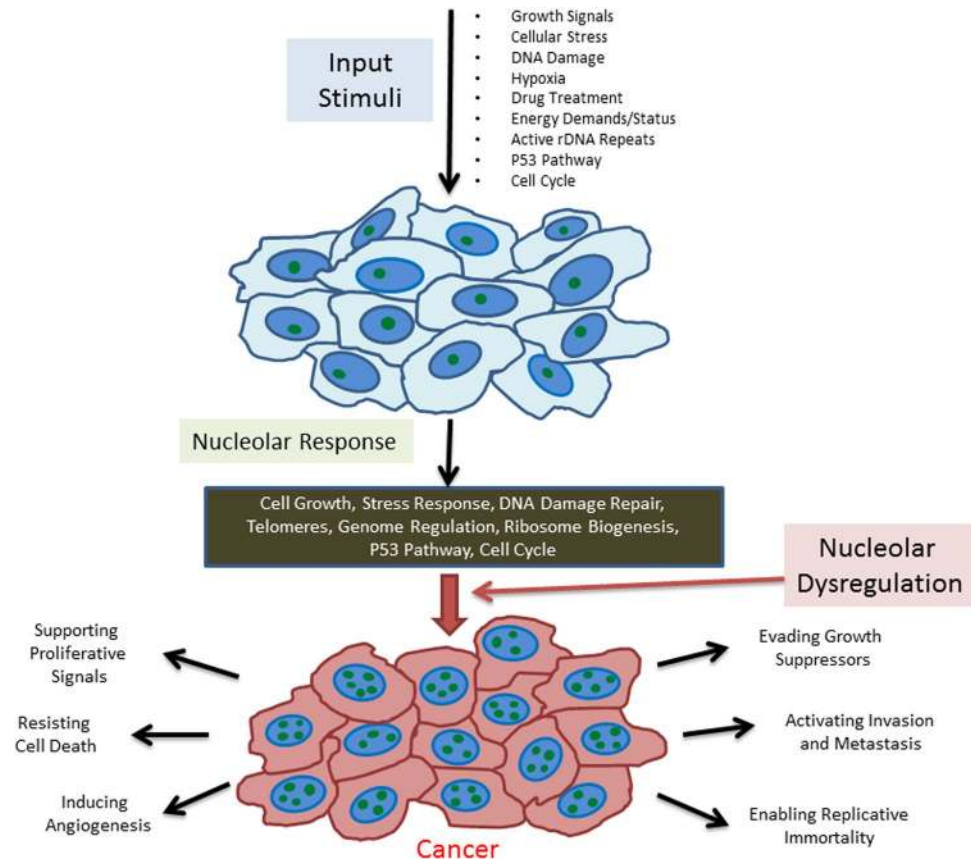 Input
Stimuli
• Growth Signals
• Cellular Stress
• DNA Damage
• Hypoxia
• Drug Treatment
• Energy Demands/Status
• Active rDNA Repeats
• P53 Pathway
• Cell Cycle
Nucleolar Response
Cell Growth, Stress Response, DNA Damage Repair,
Telomeres, Genome Regulation, Ribosome Biogenesis,
P53 Pathway, Cell Cycle
Nucleolar
Dysregulation
Supporting
Proliferative
Signals
Resisting
Cell Death
Inducing
Angiogenesis
Evading Growth
Suppressors
Activating Invasion
and Metastasis
Enabling Replicative
Immortality
Cancer